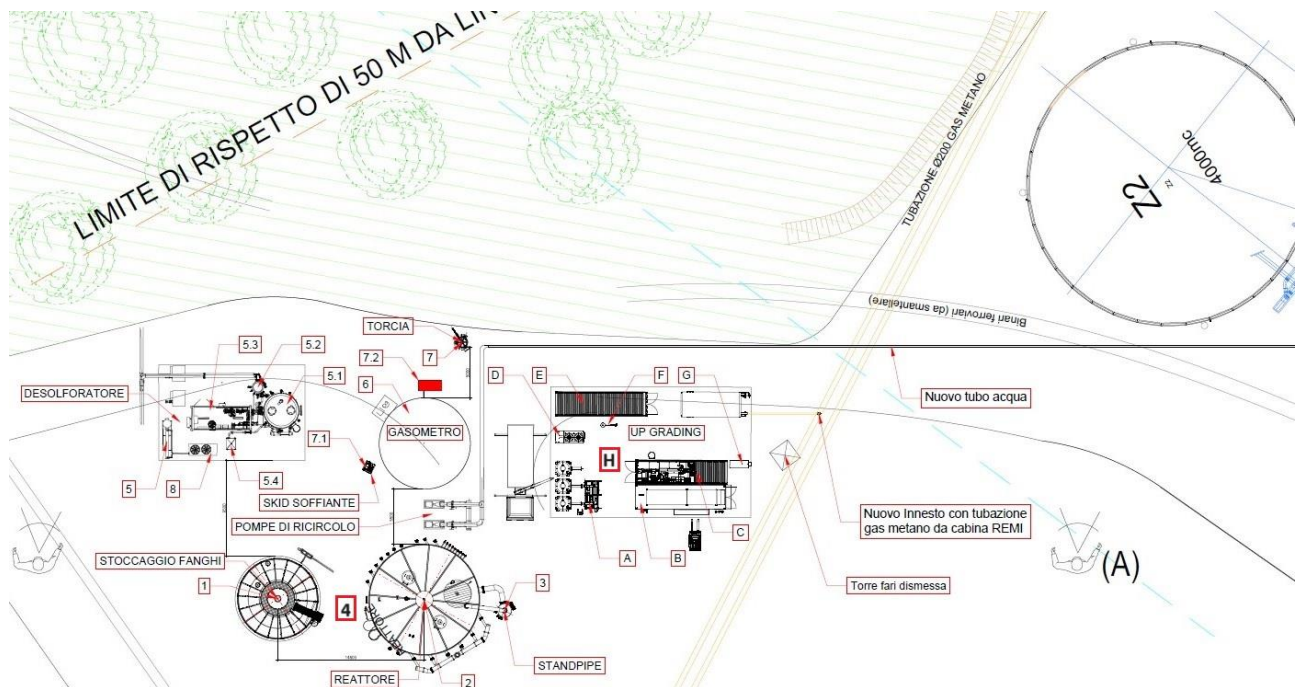 LIMITE DI RISPETTO DI 50 M DA LIN
TUBAZIONE Ø200 GAS METANO
4000mc
Z2
Z2
Binari ferroviari (da smantellare)
TORCIA
7.2
7
5.3
5.2
5.1
6
D
E
F
G
DESOLFORATORE
Nuovo tubo acqua
GASOMETRO
UP GRADING
7.1
H
5
8
5.4
SKID SOFFIANTE
POMPE DI RICIRCOLO
Nuovo Innesto con tubazione
gas metano da cabina REMI
A
B
C
STOCCAGGIO FANGHI
1
4
3
(A)
Torre fari dismessa
STANDPIPE
REATTORE
2